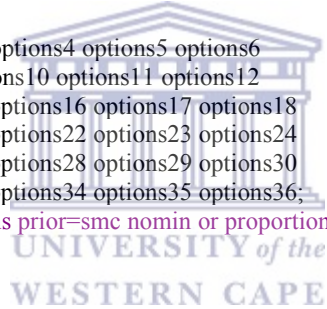 options4 options5 options6
ons10 options11 options12
ptions16 options17 options18
ptions22 options23 options24
ptions28 options29 options30
ptions34 options35 options36;
s prior=smc nomin or proportion
UNIVERSITY of the
WESTERN CAPE